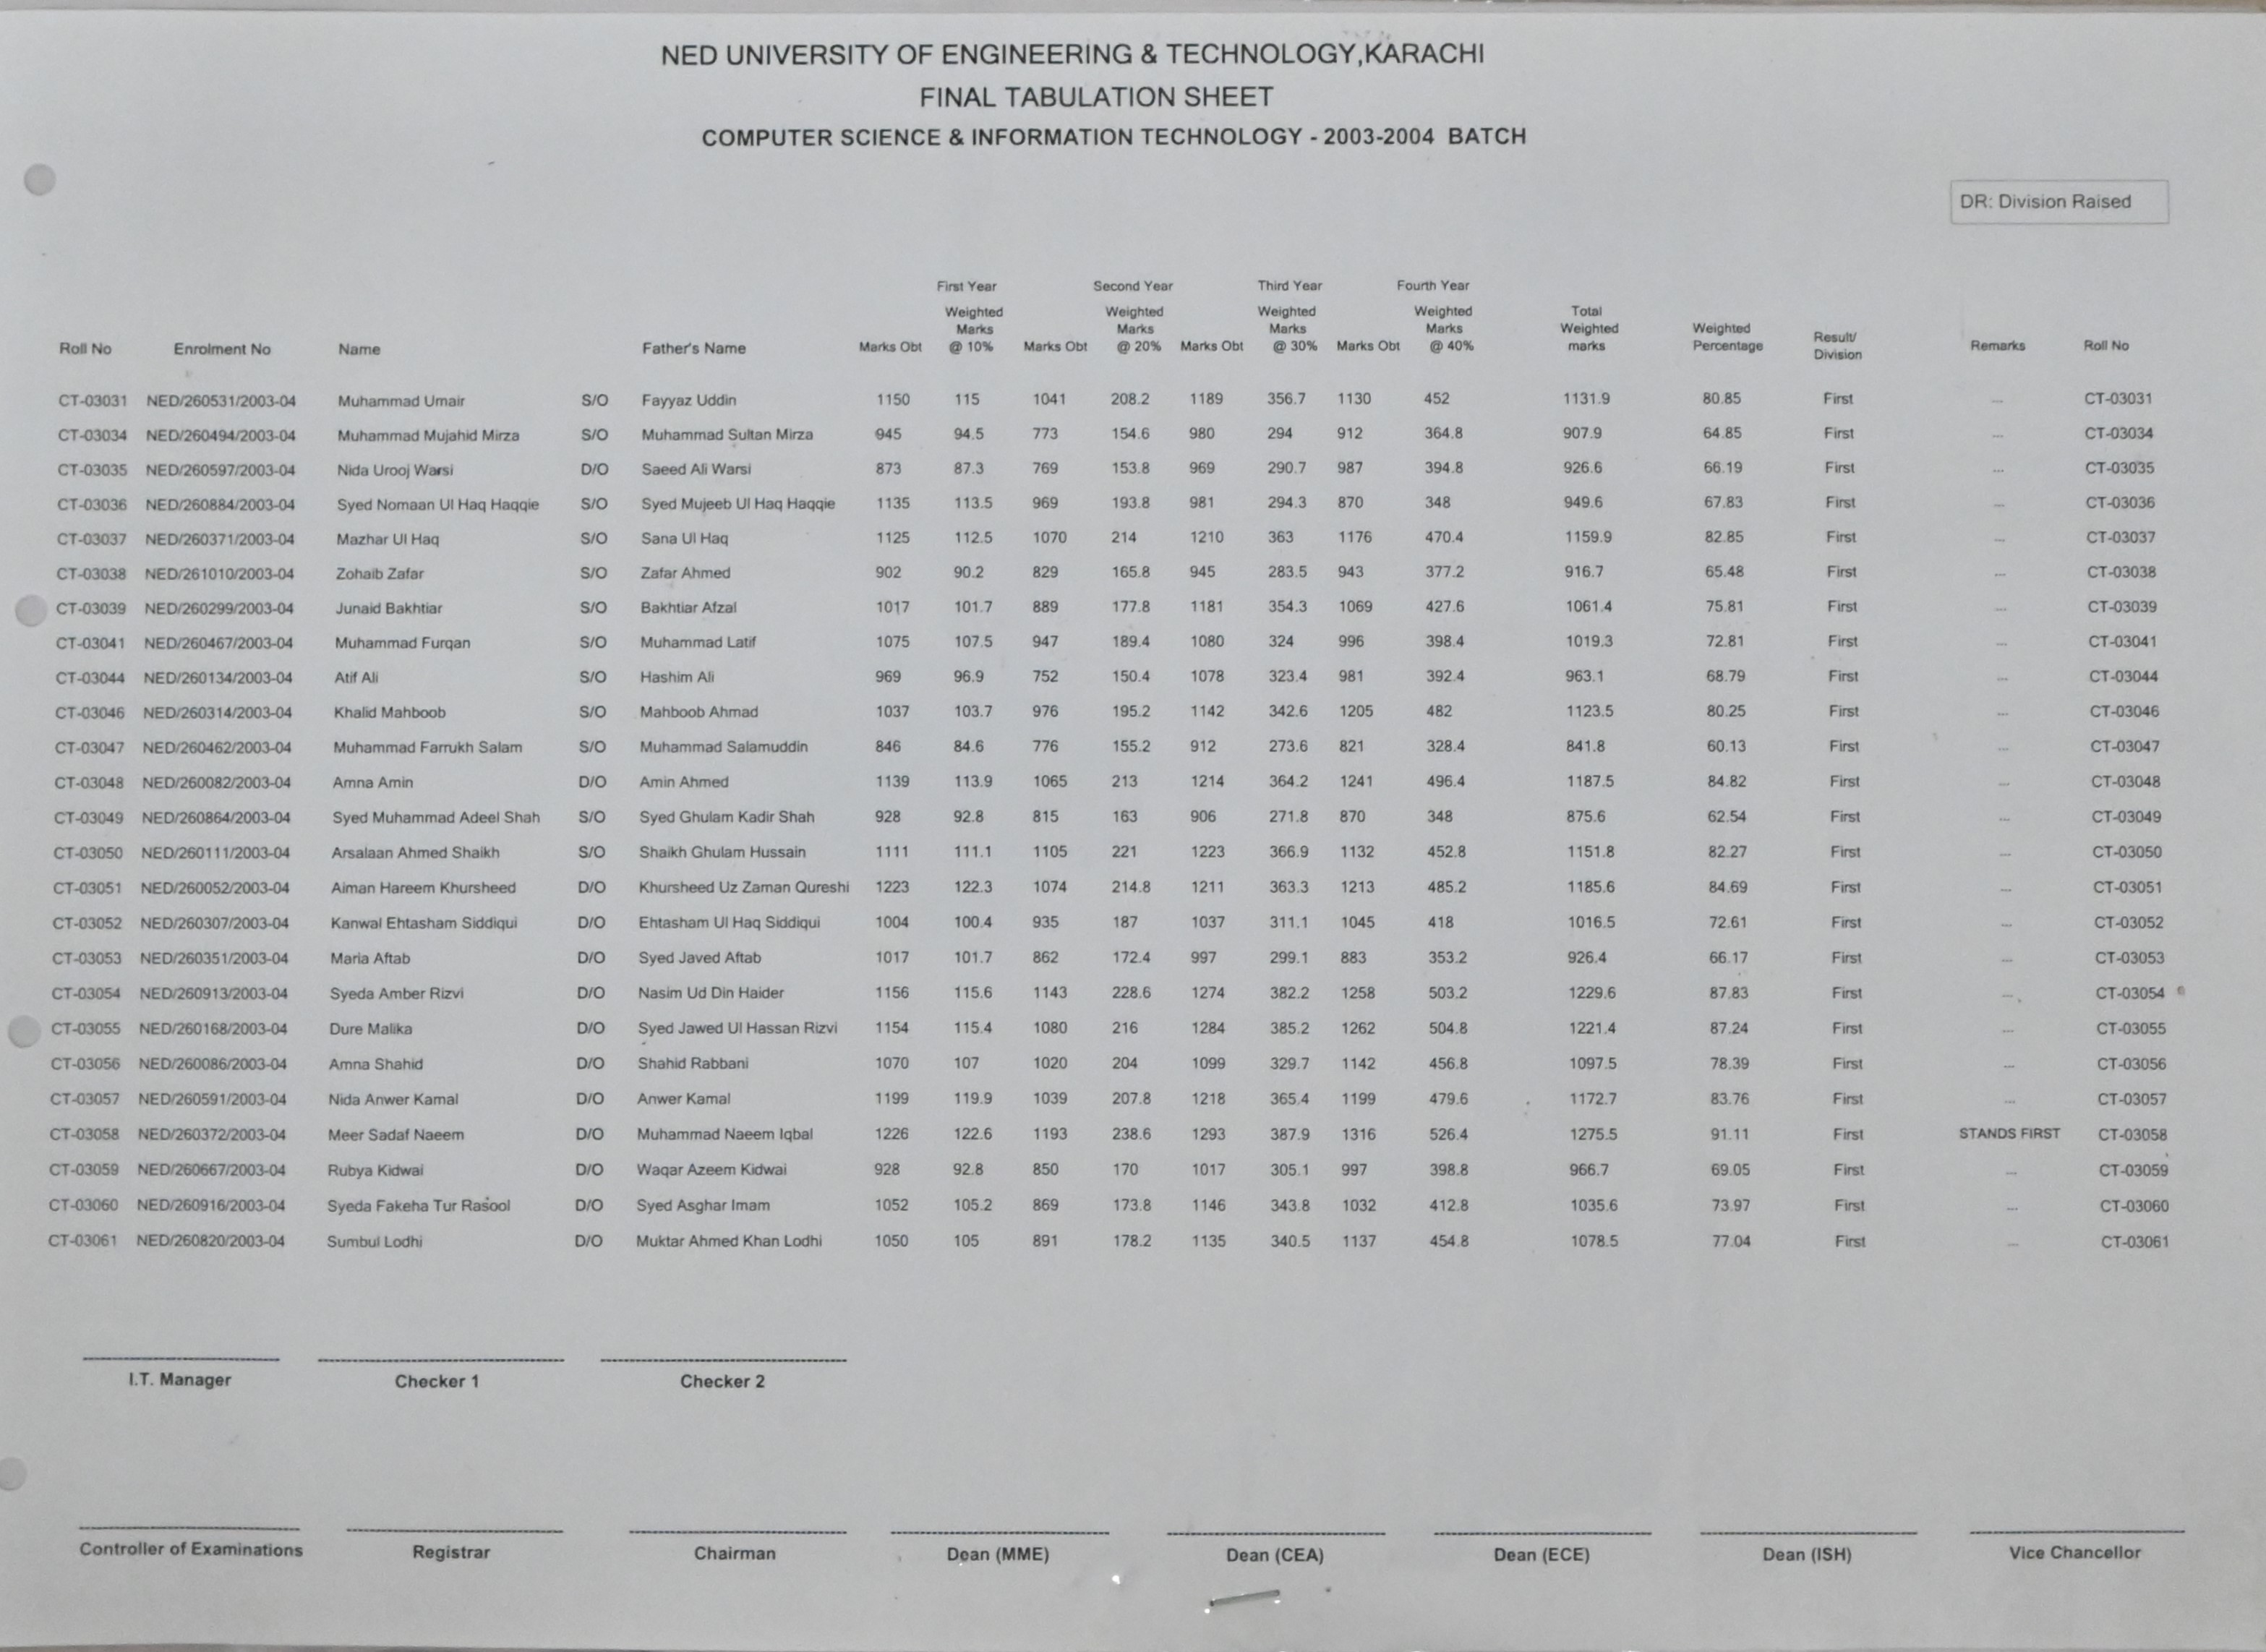 NED UNIVERSITY OF ENGINEERING & TECHNOLOGY,KARACHI
FINAL TABULATION SHEET
COMPUTER SCIENCE & INFORMATION TECHNOLOGY - 2003-2004 BATCH
DR: Division Raised
First Year Second Year Third Year Fourth Year
Roll No Enrolment No Name Father's Name Marks Obt Weighted Marks @ 10% Marks Obt Weighted Marks @ 20% Marks Obt Weighted Marks @ 30% Marks Obt Weighted Marks @ 40% Total Weighted marks Weighted Percentage Result/ Division Remarks Roll No
CT-03031 NED/260531/2003-04 Muhammad Umair S/O Fayyaz Uddin 1150 115 1041 208.2 1189 356.7 1130 452 1131.9 80.85 First --- CT-03031
CT-03034 NED/260494/2003-04 Muhammad Mujahid Mirza S/O Muhammad Sultan Mirza 945 94.5 773 154.6 980 294 912 364.8 907.9 64.85 First --- CT-03034
CT-03035 NED/260597/2003-04 Nida Urooj Warsi D/O Saeed Ali Warsi 873 87.3 769 153.8 969 290.7 987 394.8 926.6 66.19 First --- CT-03035
CT-03036 NED/260884/2003-04 Syed Nomaan Ul Haq Haqqie S/O Syed Mujeeb Ul Haq Haqqie 1135 113.5 969 193.8 981 294.3 870 348 949.6 67.83 First --- CT-03036
CT-03037 NED/260371/2003-04 Mazhar Ul Haq S/O Sana Ul Haq 1125 112.5 1070 214 1210 363 1176 470.4 1159.9 82.85 First --- CT-03037
CT-03038 NED/261010/2003-04 Zohaib Zafar S/O Zafar Ahmed 902 90.2 829 165.8 945 283.5 943 377.2 916.7 65.48 First --- CT-03038
CT-03039 NED/260299/2003-04 Junaid Bakhtiar S/O Bakhtiar Afzal 1017 101.7 889 177.8 1181 354.3 1069 427.6 1061.4 75.81 First --- CT-03039
CT-03041 NED/260467/2003-04 Muhammad Furqan S/O Muhammad Latif 1075 107.5 947 189.4 1080 324 996 398.4 1019.3 72.81 First --- CT-03041
CT-03044 NED/260134/2003-04 Atif Ali S/O Hashim Ali 969 96.9 752 150.4 1078 323.4 981 392.4 963.1 68.79 First --- CT-03044
CT-03046 NED/260314/2003-04 Khalid Mahboob S/O Mahboob Ahmad 1037 103.7 976 195.2 1142 342.6 1205 482 1123.5 80.25 First --- CT-03046
CT-03047 NED/260462/2003-04 Muhammad Farrukh Salam S/O Muhammad Salamuddin 846 84.6 776 155.2 912 273.6 821 328.4 841.8 60.13 First --- CT-03047
CT-03048 NED/260082/2003-04 Amna Amin D/O Amin Ahmed 1139 113.9 1065 213 1214 364.2 1241 496.4 1187.5 84.82 First --- CT-03048
CT-03049 NED/260864/2003-04 Syed Muhammad Adeel Shah S/O Syed Ghulam Kadir Shah 928 92.8 815 163 906 271.8 870 348 875.6 62.54 First --- CT-03049
CT-03050 NED/260111/2003-04 Arsalaan Ahmed Shaikh S/O Shaikh Ghulam Hussain 1111 111.1 1105 221 1223 366.9 1132 452.8 1151.8 82.27 First --- CT-03050
CT-03051 NED/260052/2003-04 Aiman Hareem Khursheed D/O Khursheed Uz Zaman Qureshi 1223 122.3 1074 214.8 1211 363.3 1213 485.2 1185.6 84.69 First --- CT-03051
CT-03052 NED/260307/2003-04 Kanwal Ehtasham Siddiqui D/O Ehtasham Ul Haq Siddiqui 1004 100.4 935 187 1037 311.1 1045 418 1016.5 72.61 First --- CT-03052
CT-03053 NED/260351/2003-04 Maria Aftab D/O Syed Javed Aftab 1017 101.7 862 172.4 997 299.1 883 353.2 926.4 66.17 First --- CT-03053
CT-03054 NED/260913/2003-04 Syeda Amber Rizvi D/O Nasim Ud Din Haider 1156 115.6 1143 228.6 1274 382.2 1258 503.2 1229.6 87.83 First --- CT-03054
CT-03055 NED/260168/2003-04 Dure Malika D/O Syed Jawed Ul Hassan Rizvi 1154 115.4 1080 216 1284 385.2 1262 504.8 1221.4 87.24 First --- CT-03055
CT-03056 NED/260086/2003-04 Amna Shahid D/O Shahid Rabbani 1070 107 1020 204 1099 329.7 1142 456.8 1097.5 78.39 First --- CT-03056
CT-03057 NED/260591/2003-04 Nida Anwer Kamal D/O Anwer Kamal 1199 119.9 1039 207.8 1218 365.4 1199 479.6 1172.7 83.76 First --- CT-03057
CT-03058 NED/260372/2003-04 Meer Sadaf Naeem D/O Muhammad Naeem Iqbal 1226 122.6 1193 238.6 1293 387.9 1316 526.4 1275.5 91.11 First STANDS FIRST CT-03058
CT-03059 NED/260667/2003-04 Rubya Kidwai D/O Waqar Azeem Kidwai 928 92.8 850 170 1017 305.1 997 398.8 966.7 69.05 First --- CT-03059
CT-03060 NED/260916/2003-04 Syeda Fakeha Tur Rasool D/O Syed Asghar Imam 1052 105.2 869 173.8 1146 343.8 1032 412.8 1035.6 73.97 First --- CT-03060
CT-03061 NED/260820/2003-04 Sumbul Lodhi D/O Muktar Ahmed Khan Lodhi 1050 105 891 178.2 1135 340.5 1137 454.8 1078.5 77.04 First --- CT-03061
I.T. Manager Checker 1 Checker 2
Controller of Examinations Registrar Chairman Dean (MME) Dean (CEA) Dean (ECE) Dean (ISH) Vice Chancellor